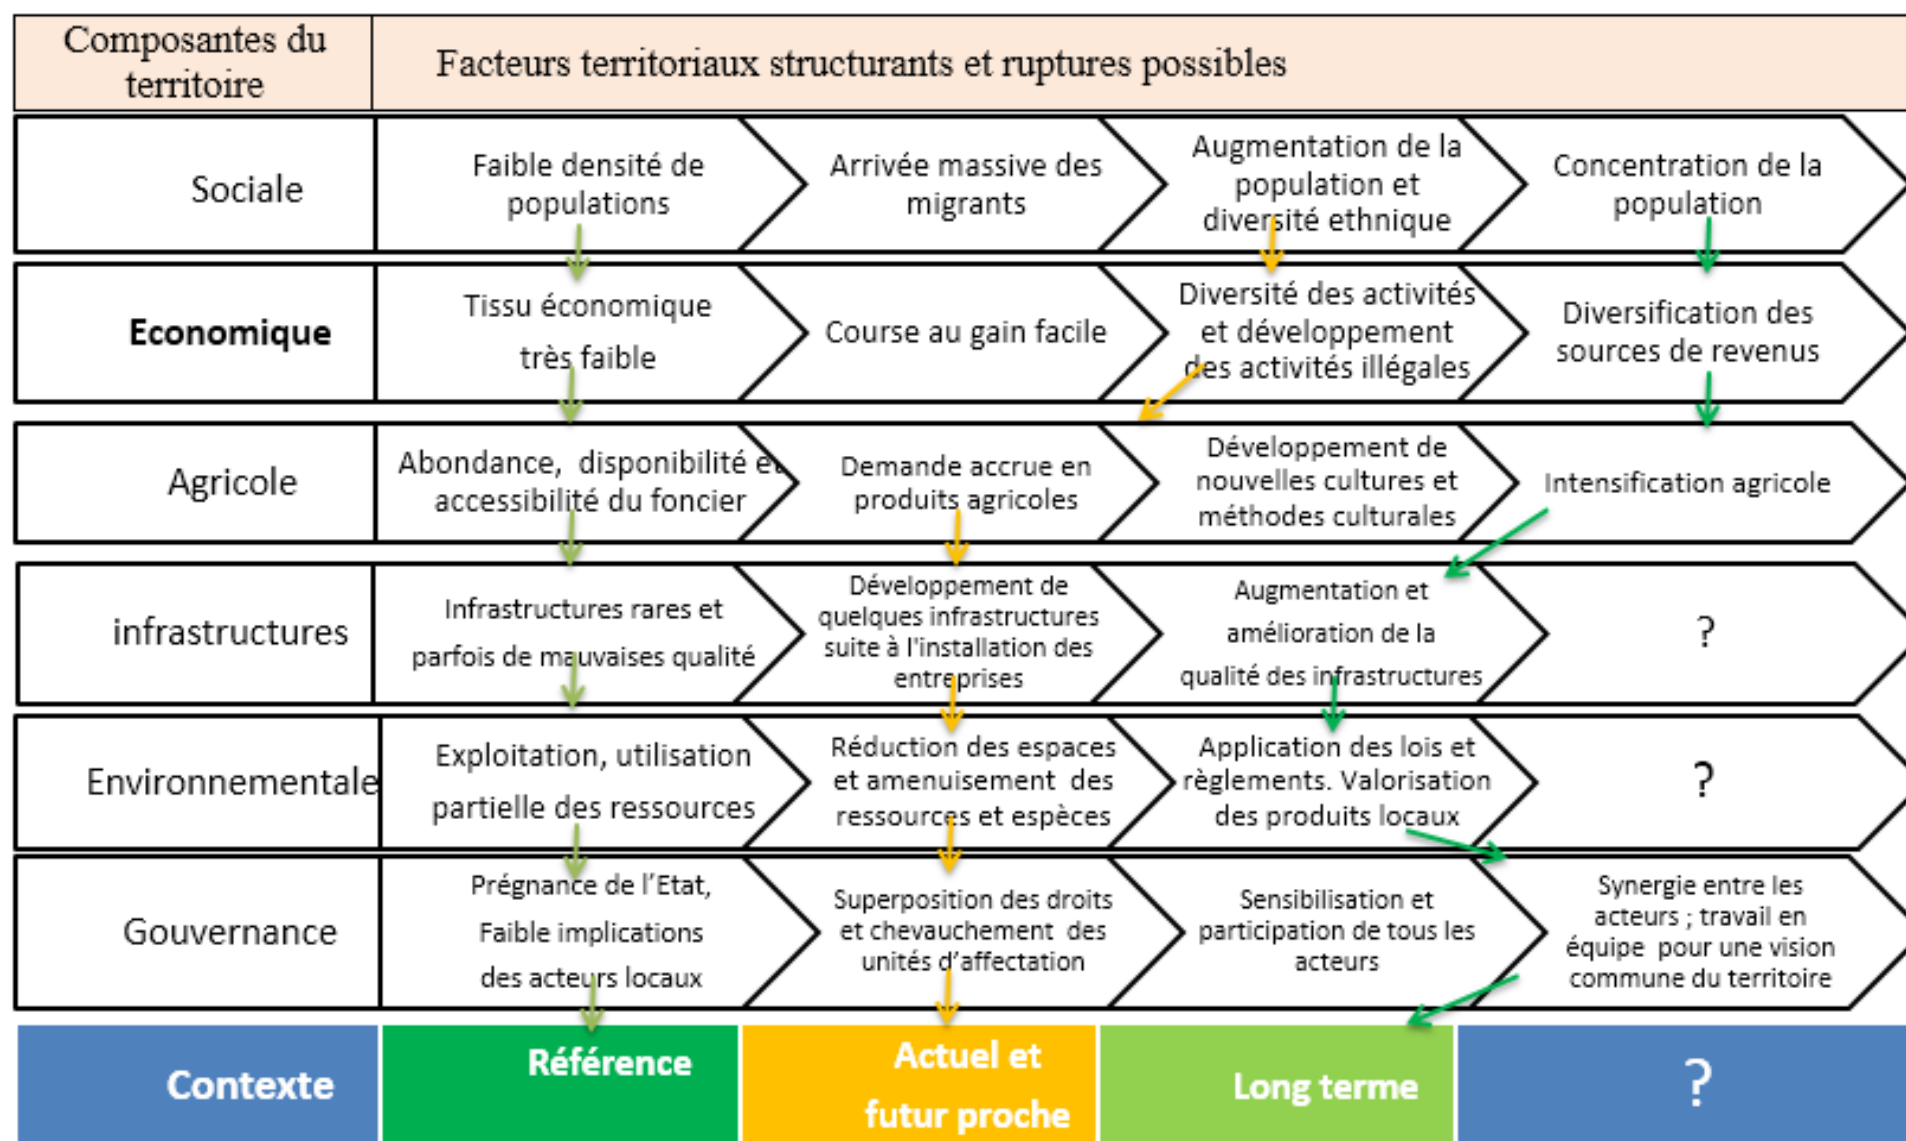 Composantes du
territoire
Facteurs territoriaux structurants et ruptures possibles
Sociale
Faible densité de
populations
Arrivée massive des
migrants
Augmentation de la
population et
diversité ethnique
Concentration de la
population
Economique
Tissu économique
très faible
Course au gain facile
Diversité des activités
et développement
des activités illégales
Diversification des
sources de revenus
Agricole
Abondance, disponibilité et
accessibilité du foncier
Demande accrue en
produits agricoles
Développement de
nouvelles cultures et
méthodes culturales
Intensification agricole
infrastructures
Infrastructures rares et
parfois de mauvaises qualité
Développement de
quelques infrastructures
suite à l'installation des
entreprises
Augmentation et
amélioration de la
qualité des infrastructures
?
Environnementale
Exploitation, utilisation
partielle des ressources
Réduction des espaces
et amenuisement des
ressources et espèces
Application des lois et
règlements. Valorisation
des produits locaux
?
Gouvernance
Prégnance de l’Etat,
Faible implications
des acteurs locaux
Superposition des droits
et chevauchement des
unités d’affectation
Sensibilisation et
participation de tous les
acteurs
Synergie entre les
acteurs ; travail en
équipe pour une vision
commune du territoire
Contexte
Référence
Actuel et
futur proche
Long terme
?